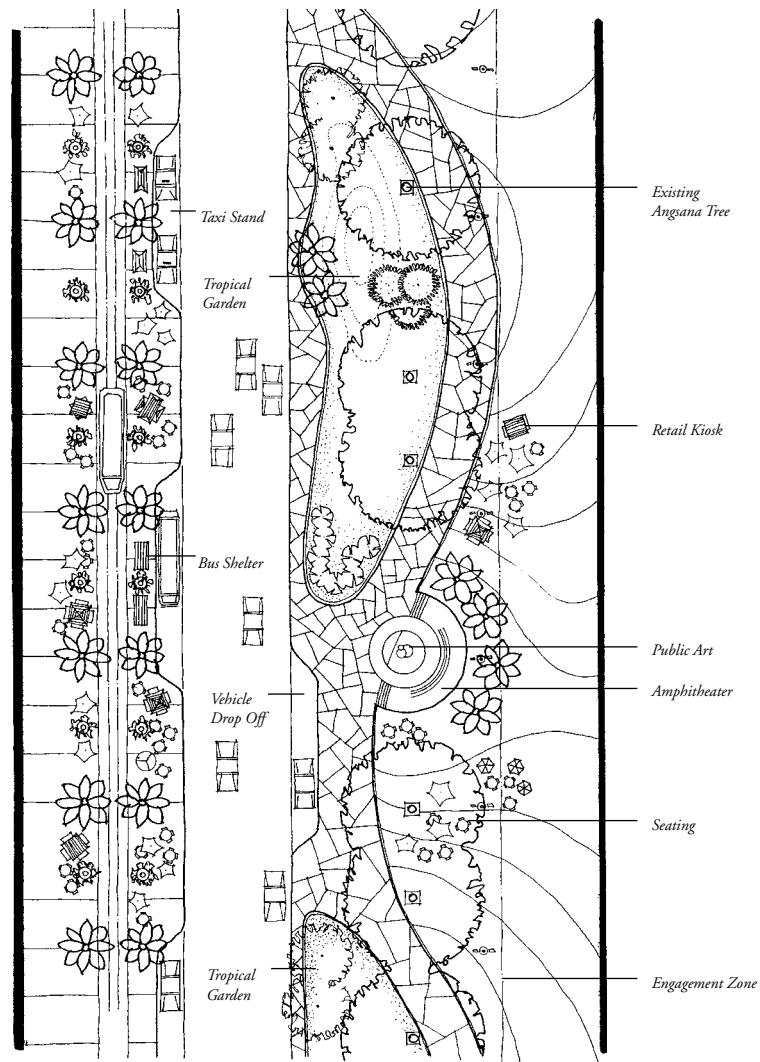 Existing
Angsana Tree
Taxi Stand
Tropical
Garden
Retail Kiosk
Bus Shelter
Public Art
Amphitheater
Vehicle
Drop Off
Seating
Tropical
Garden
Engagement Zone